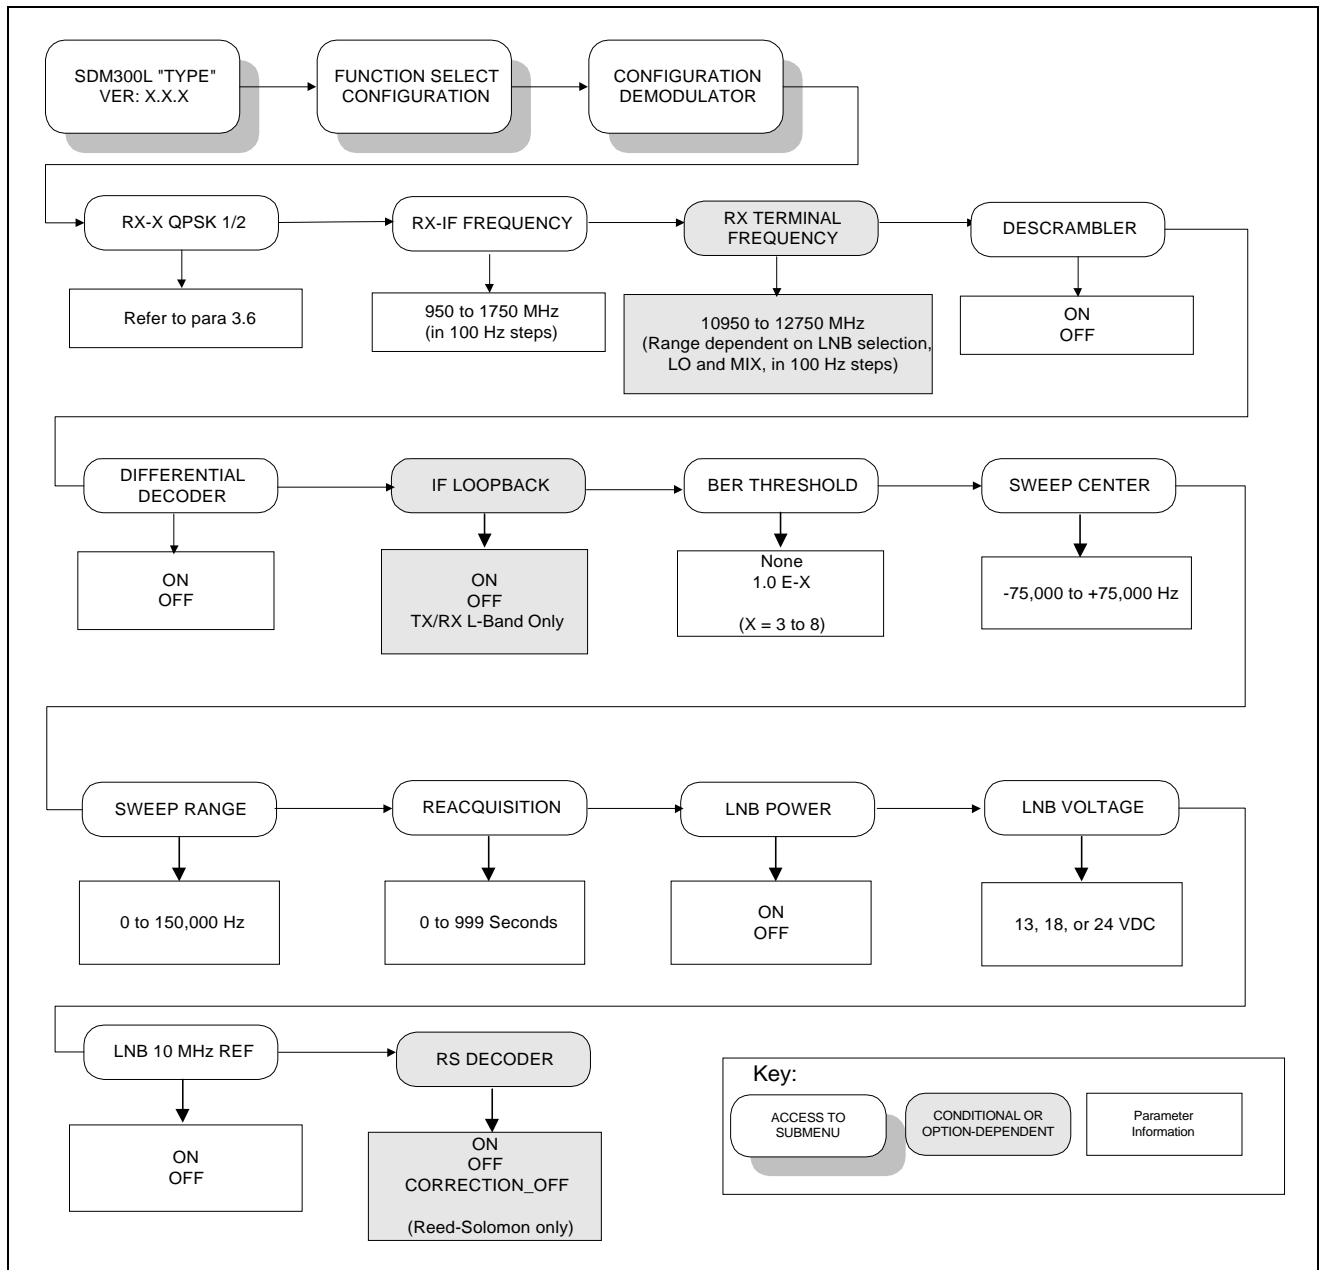 SDM300L "TYPE"
VER: X.X.X
FUNCTION SELECT
CONFIGURATION
CONFIGURATION
DEMODULATOR
RX-X QPSK 1/2
Refer to para 3.6
RX-IF FREQUENCY
950 to 1750 MHz
(in 100 Hz steps)
RX TERMINAL
FREQUENCY
10950 to 12750 MHz
(Range dependent on LNB selection,
LO and MIX, in 100 Hz steps)
DESCRAMBLER
ON
OFF
DIFFERENTIAL
DECODER
ON
OFF
IF LOOPBACK
ON
OFF
TX/RX L-Band Only
BER THRESHOLD
None
1.0 E-X
(X = 3 to 8)
SWEEP CENTER
-75,000 to +75,000 Hz
SWEEP RANGE
0 to 150,000 Hz
REACQUISITION
0 to 999 Seconds
LNB POWER
ON
OFF
LNB VOLTAGE
13, 18, or 24 VDC
LNB 10 MHz REF
ON
OFF
RS DECODER
ON
OFF
CORRECTION_OFF
(Reed-Solomon only)
Key:
ACCESS TO
SUBMENU
CONDITIONAL OR
OPTION-DEPENDENT
Parameter
Information